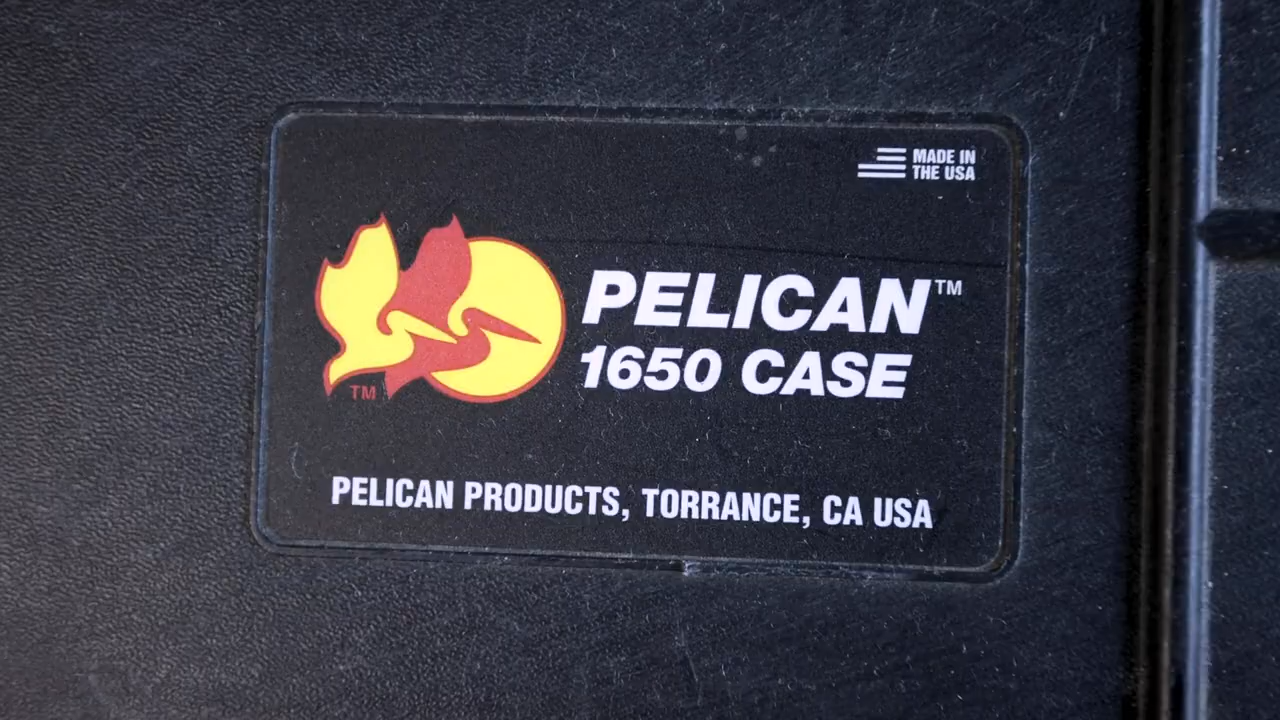 MADE IN
THE USA
PELICAN™
1650 CASE
TM
PELICAN PRODUCTS, TORRANCE, CA USA